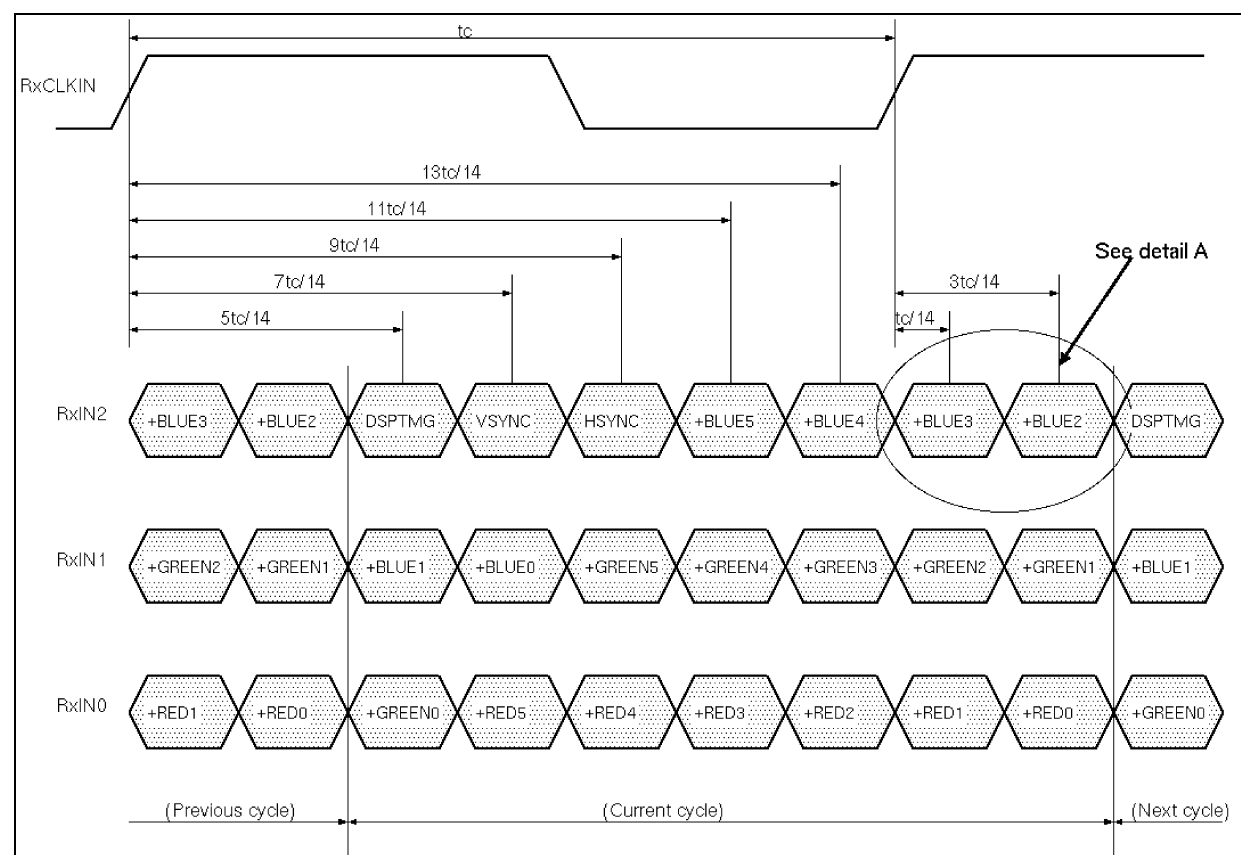 tc
RxCLKIN
13tc/14
11tc/14
9tc/14
See detail A
7tc/14
3tc/14
5tc/14
tc/14
RxIN2 +BLUE3 +BLUE2 DSPTMG VSYNC HSYNC +BLUE5 +BLUE4 +BLUE3 +BLUE2 DSPTMG
RxIN1 +GREEN2 +GREEN1 +BLUE1 +BLUE0 +GREEN5 +GREEN4 +GREEN3 +GREEN2 +GREEN1 +BLUE1
RxIN0 +RED1 +RED0 +GREEN0 +RED5 +RED4 +RED3 +RED2 +RED1 +RED0 +GREEN0
(Previous cycle) (Current cycle) (Next cycle)